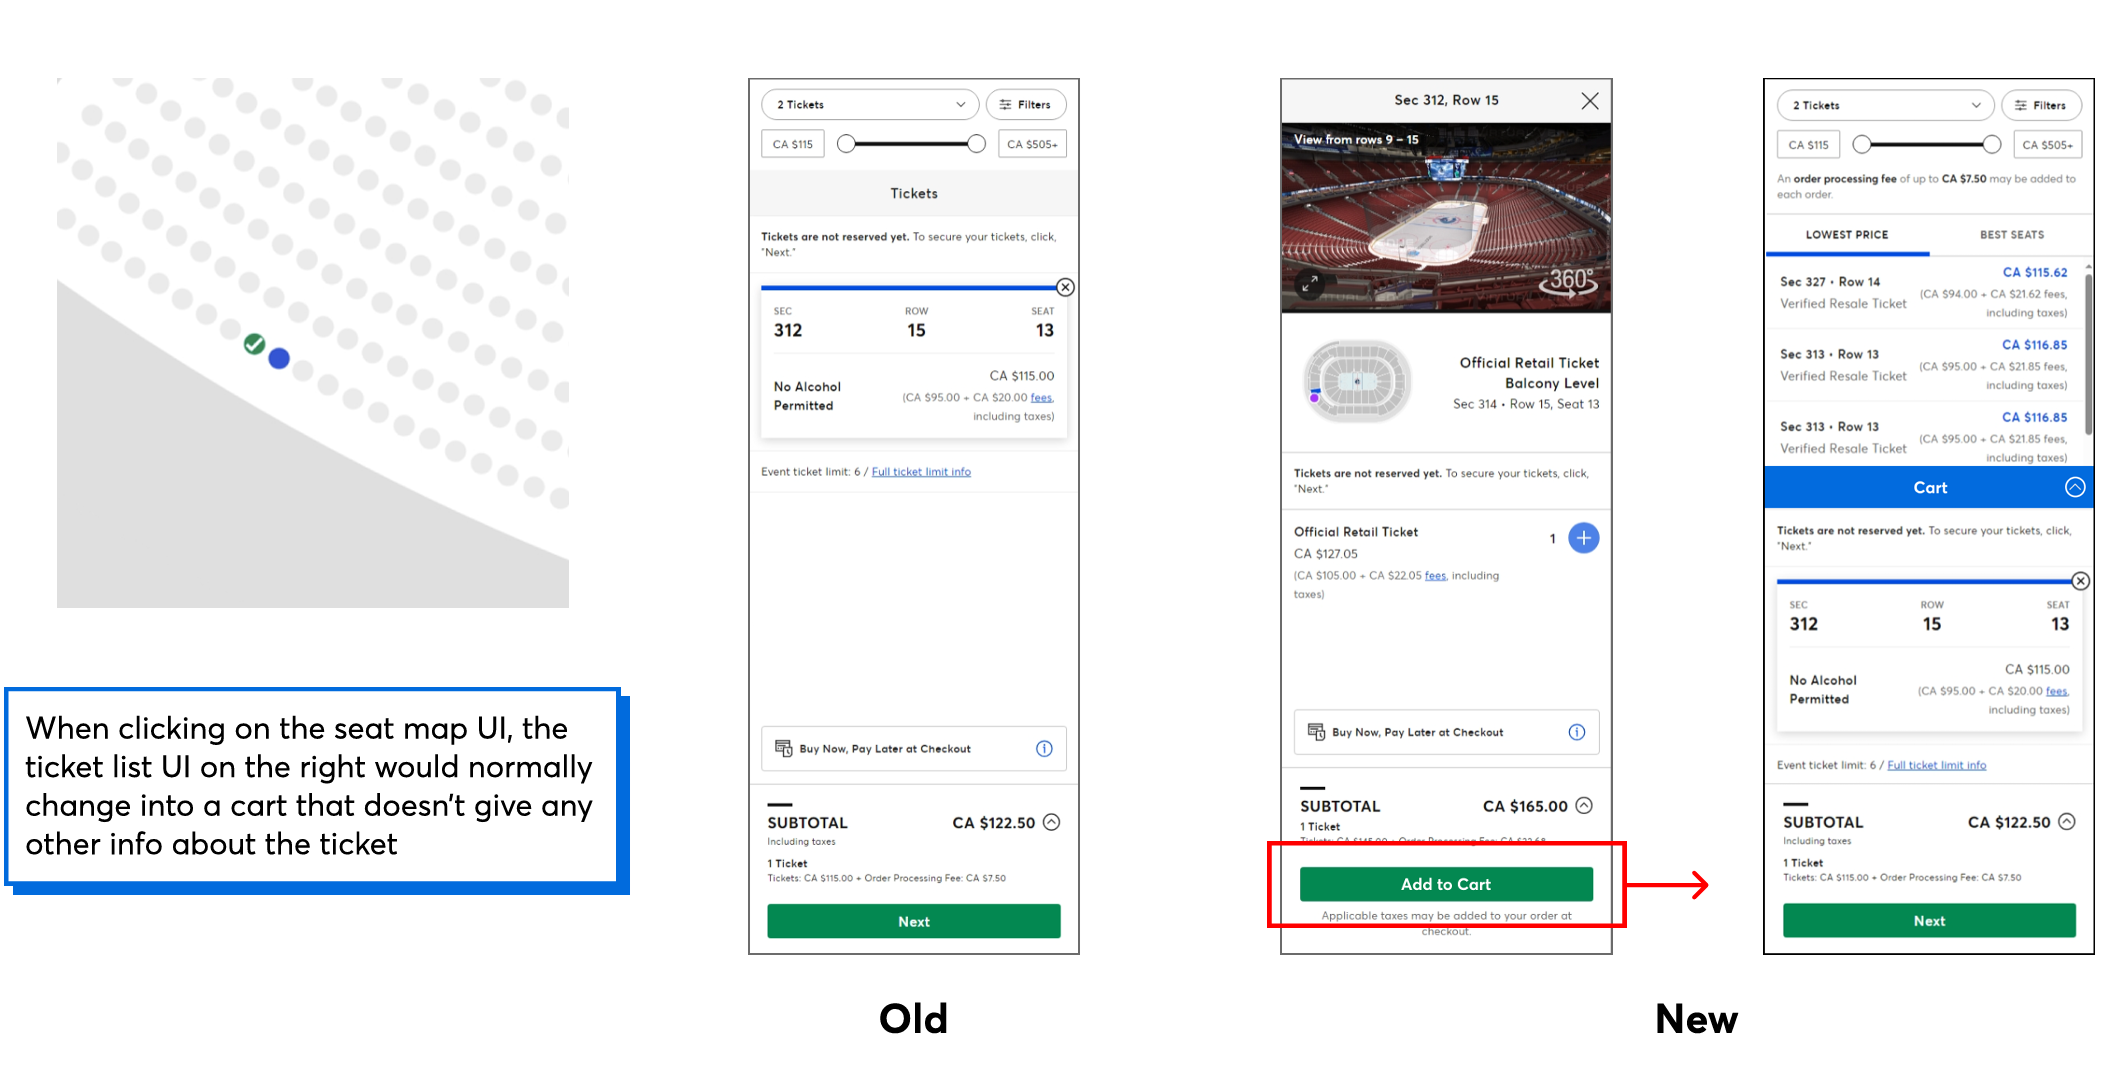 When clicking on the seat map UI, the
ticket list UI on the right would normally
change into a cart that doesn't give any
other info about the ticket
2 Tickets
Filters
CA $115
CA $505+
Tickets
Tickets are not reserved yet. To secure your tickets, click,
"Next."
SEC ROW SEAT
312 15 13
No Alcohol
Permitted
CA $115.00
(CA $95.00 + CA $20.00 fees,
including taxes)
Event ticket limit: 6 / Full ticket limit info
Buy Now, Pay Later at Checkout
SUBTOTAL CA $122.50
Including taxes
1 Ticket
Tickets: CA $115.00 + Order Processing Fee: CA $7.50
Next
Old
Sec 312, Row 15
View from rows 9 – 15
360°
Official Retail Ticket
Balcony Level
Sec 314 • Row 15, Seat 13
Tickets are not reserved yet. To secure your tickets, click,
"Next."
Official Retail Ticket
1
CA $127.05
(CA $105.00 + CA $22.05 fees, including
taxes)
Buy Now, Pay Later at Checkout
SUBTOTAL CA $165.00
1 Ticket
Tickets: CA $145.00 + Order Processing Fee: CA $22.68
Add to Cart
Applicable taxes may be added to your order at
checkout.
2 Tickets
Filters
CA $115
CA $505+
An order processing fee of up to CA $7.50 may be added to
each order.
LOWEST PRICE BEST SEATS
Sec 327 • Row 14
Verified Resale Ticket
CA $115.62
(CA $94.00 + CA $21.62 fees,
including taxes)
Sec 313 • Row 13
Verified Resale Ticket
CA $116.85
(CA $95.00 + CA $21.85 fees,
including taxes)
Sec 313 • Row 13
Verified Resale Ticket
CA $116.85
(CA $95.00 + CA $21.85 fees,
including taxes)
Cart
Tickets are not reserved yet. To secure your tickets, click,
"Next."
SEC ROW SEAT
312 15 13
No Alcohol
Permitted
CA $115.00
(CA $95.00 + CA $20.00 fees,
including taxes)
Event ticket limit: 6 / Full ticket limit info
SUBTOTAL CA $122.50
Including taxes
1 Ticket
Tickets: CA $115.00 + Order Processing Fee: CA $7.50
Next
New